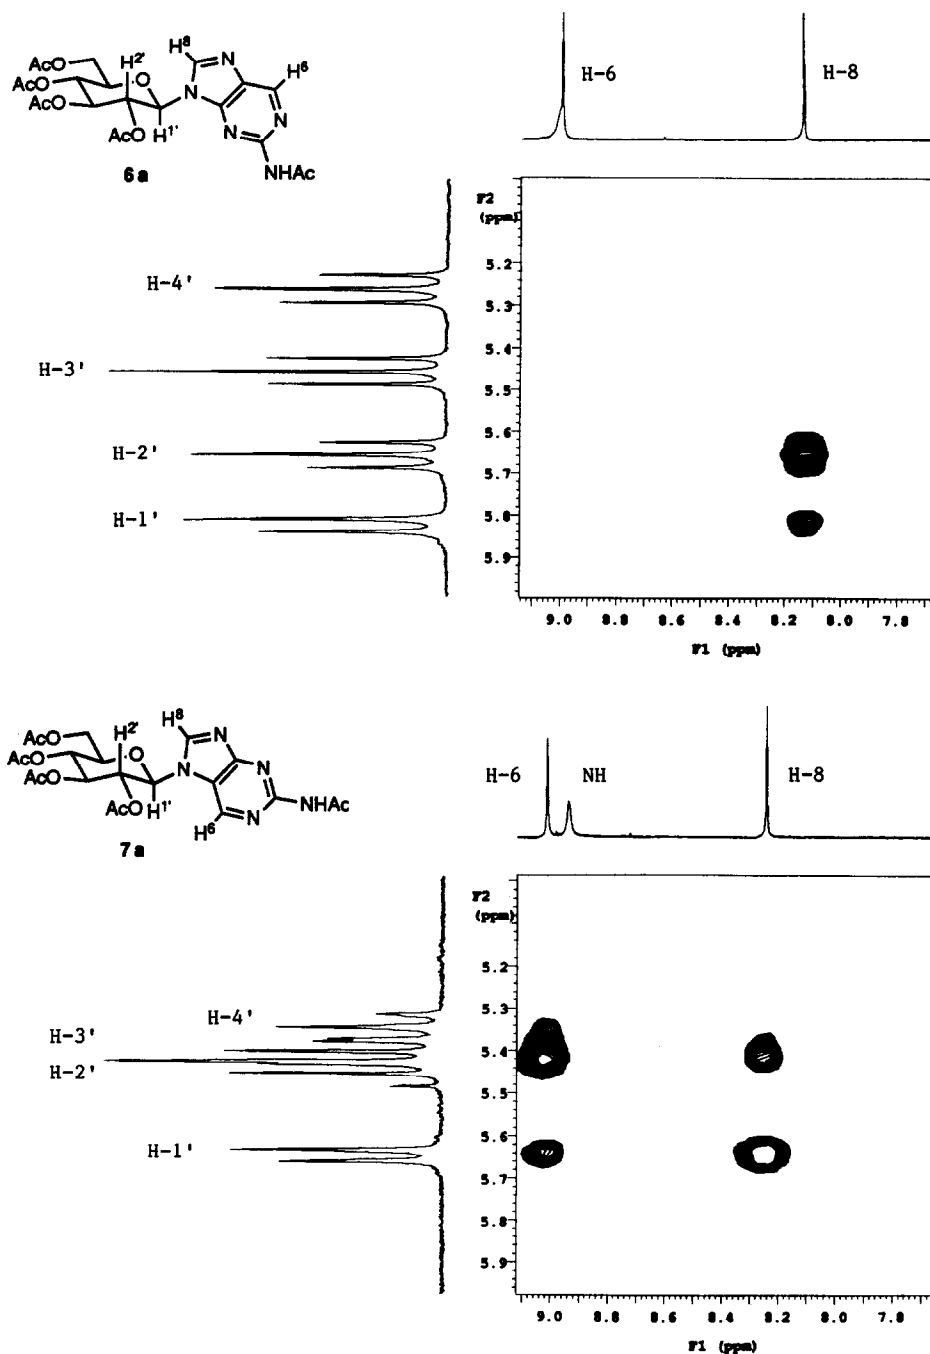 H8
N
H6
AcO
H2'
O
AcO
AcO
N
N
N
AcO
H1'
NHAc
6a
H-6
H-8
F2
(ppm)
H-4'
H-3'
H-2'
H-1'
5.2
5.3
5.4
5.5
5.6
5.7
5.8
5.9
9.0
8.8
8.6
8.4
8.2
8.0
7.8
F1 (ppm)
H8
N
AcO
H2'
O
AcO
AcO
N
N
AcO
H1'
NHAc
H6
N
7a
H-6
NH
H-8
F2
(ppm)
H-4'
H-3'
H-2'
H-1'
5.2
5.3
5.4
5.5
5.6
5.7
5.8
5.9
9.0
8.8
8.6
8.4
8.2
8.0
7.8
F1 (ppm)